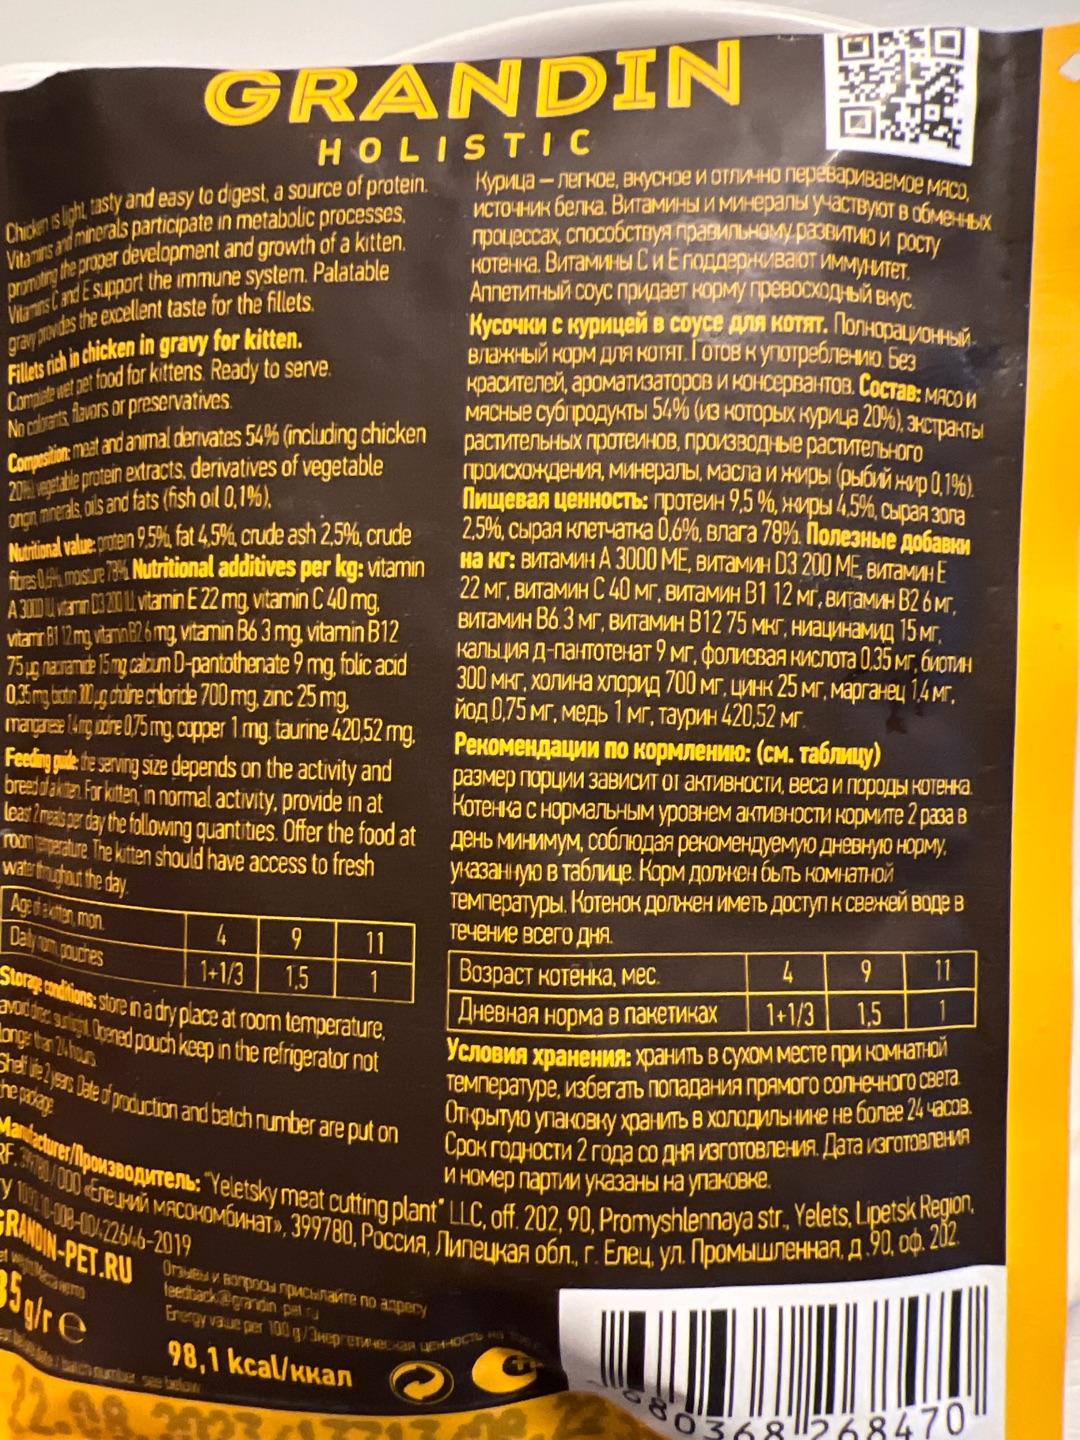 GRANDIN
HOLISTIC
Chicken is light, tasty and easy to digest, a source of protein.
Vitamins and minerals participate in metabolic processes,
promoting the proper development and growth of a kitten.
Vitamins C and E support the immune system. Palatable
gravy provides the excellent taste for the fillets.
Fillets rich in chicken in gravy for kitten.
Complete wet pet food for kittens. Ready to serve.
No colorants, flavors or preservatives.
Composition: meat and animal derivates 54% (including chicken
20%), vegetable protein extracts, derivatives of vegetable
origin, minerals, oils and fats (fish oil 0,1%).
Nutritional value: protein 9,5%, fat 4,5%, crude ash 2,5%, crude
fibres 0,6%, moisture 78%. Nutritional additives per kg: vitamin
A 3000 IU, vitamin D3 200 IU, vitamin E 22 mg, vitamin C 40 mg,
vitamin B1 12 mg, vitamin B2 6 mg, vitamin B6 3 mg, vitamin B12
75 µg, niacinamide 15 mg, calcium D-pantothenate 9 mg, folic acid
0,35 mg, biotin 300 µg, choline chloride 700 mg, zinc 25 mg,
manganese 1,4 mg, iodine 0,75 mg, copper 1 mg, taurine 420,52 mg.
Feeding guide: the serving size depends on the activity and
breed of a kitten. For kitten, in normal activity, provide in at
least 2 meals per day the following quantities. Offer the food at
room temperature. The kitten should have access to fresh
water throughout the day.
Age of a kitten, mon. 4 9 11
Daily norm, pouches 1+1/3 1,5 1
Storage conditions: store in a dry place at room temperature,
avoid direct sunlight. Opened pouch keep in the refrigerator not
longer than 24 hours.
Shelf life 2 years. Date of production and batch number are put on
the package.
Курица — легкое, вкусное и отлично перевариваемое мясо,
источник белка. Витамины и минералы участвуют в обменных
процессах, способствуя правильному развитию и росту
котенка. Витамины С и Е поддерживают иммунитет.
Аппетитный соус придает корму превосходный вкус.
Кусочки с курицей в соусе для котят. Полнорационный
влажный корм для котят. Готов к употреблению. Без
красителей, ароматизаторов и консервантов. Состав: мясо и
мясные субпродукты 54% (из которых курица 20%), экстракты
растительных протеинов, производные растительного
происхождения, минералы, масла и жиры (рыбий жир 0,1%).
Пищевая ценность: протеин 9,5 %, жиры 4,5%, сырая зола
2,5%, сырая клетчатка 0,6%, влага 78%. Полезные добавки
на кг: витамин А 3000 МЕ, витамин D3 200 МЕ, витамин Е
22 мг, витамин С 40 мг, витамин В1 12 мг, витамин В2 6 мг,
витамин В6 3 мг, витамин В12 75 мкг, ниацинамид 15 мг,
кальция д-пантотенат 9 мг, фолиевая кислота 0,35 мг, биотин
300 мкг, холина хлорид 700 мг, цинк 25 мг, марганец 1,4 мг,
йод 0,75 мг, медь 1 мг, таурин 420,52 мг.
Рекомендации по кормлению: (см. таблицу)
размер порции зависит от активности, веса и породы котенка.
Котенка с нормальным уровнем активности кормите 2 раза в
день минимум, соблюдая рекомендуемую дневную норму,
указанную в таблице. Корм должен быть комнатной
температуры. Котенок должен иметь доступ к свежей воде в
течение всего дня.
Возраст котёнка, мес. 4 9 11
Дневная норма в пакетиках 1+1/3 1,5 1
Условия хранения: хранить в сухом месте при комнатной
температуре, избегать попадания прямого солнечного света.
Открытую упаковку хранить в холодильнике не более 24 часов.
Срок годности 2 года со дня изготовления. Дата изготовления
и номер партии указаны на упаковке.
Manufacturer/Производитель: "Yeletsky meat cutting plant" LLC, off. 202, 90, Promyshlennaya str., Yelets, Lipetsk Region,
RF, 399780/ООО «Елецкий мясокомбинат», 399780, Россия, Липецкая обл., г. Елец, ул. Промышленная, д. 90, оф. 202.
-008-00422646-2019
GRANDIN-PET.RU
Отзывы и вопросы присылайте по адресу
feedback@grandin-pet.ru
Energy value per 100 g/Энергетическая ценность на
98,1 kcal/ккал
85 g/г e
batch number see below
22.08.2023
680368268470